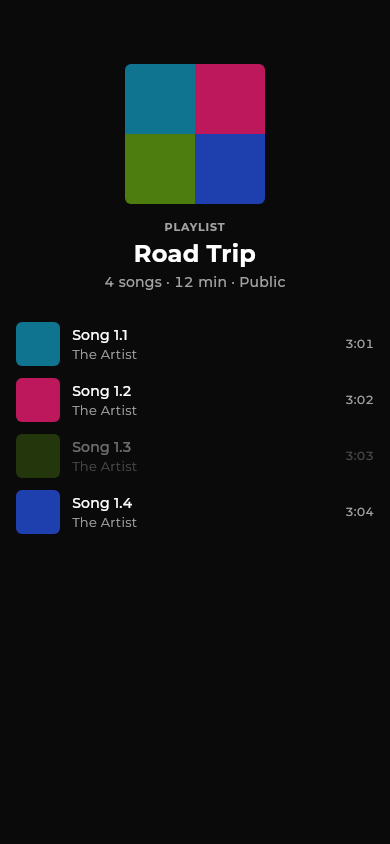 PLAYLIST
Road Trip
4 songs · 12 min · Public
Song 1.1
The Artist
3:01
Song 1.2
The Artist
3:02
Song 1.3
The Artist
3:03
Song 1.4
The Artist
3:04